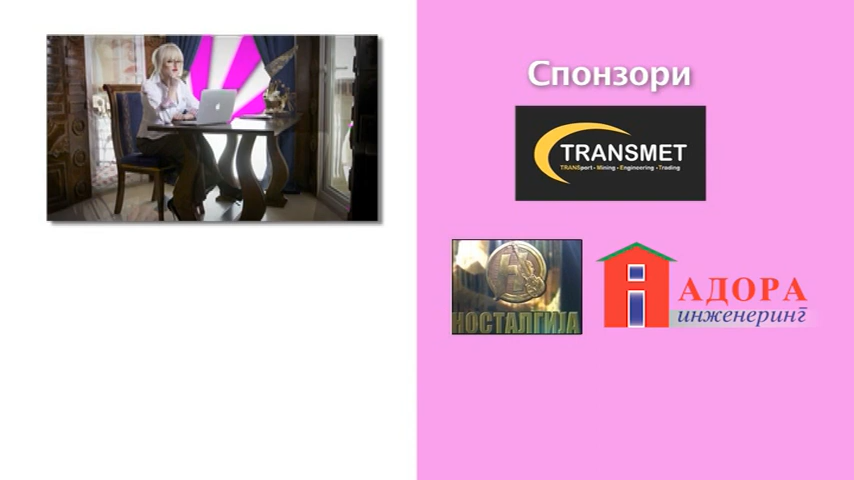 Спонзори
TRANSMET
TRANSport • Mining • Engineering • Trading
НОСТАЛГИЈА
АДОРА
инженеринг